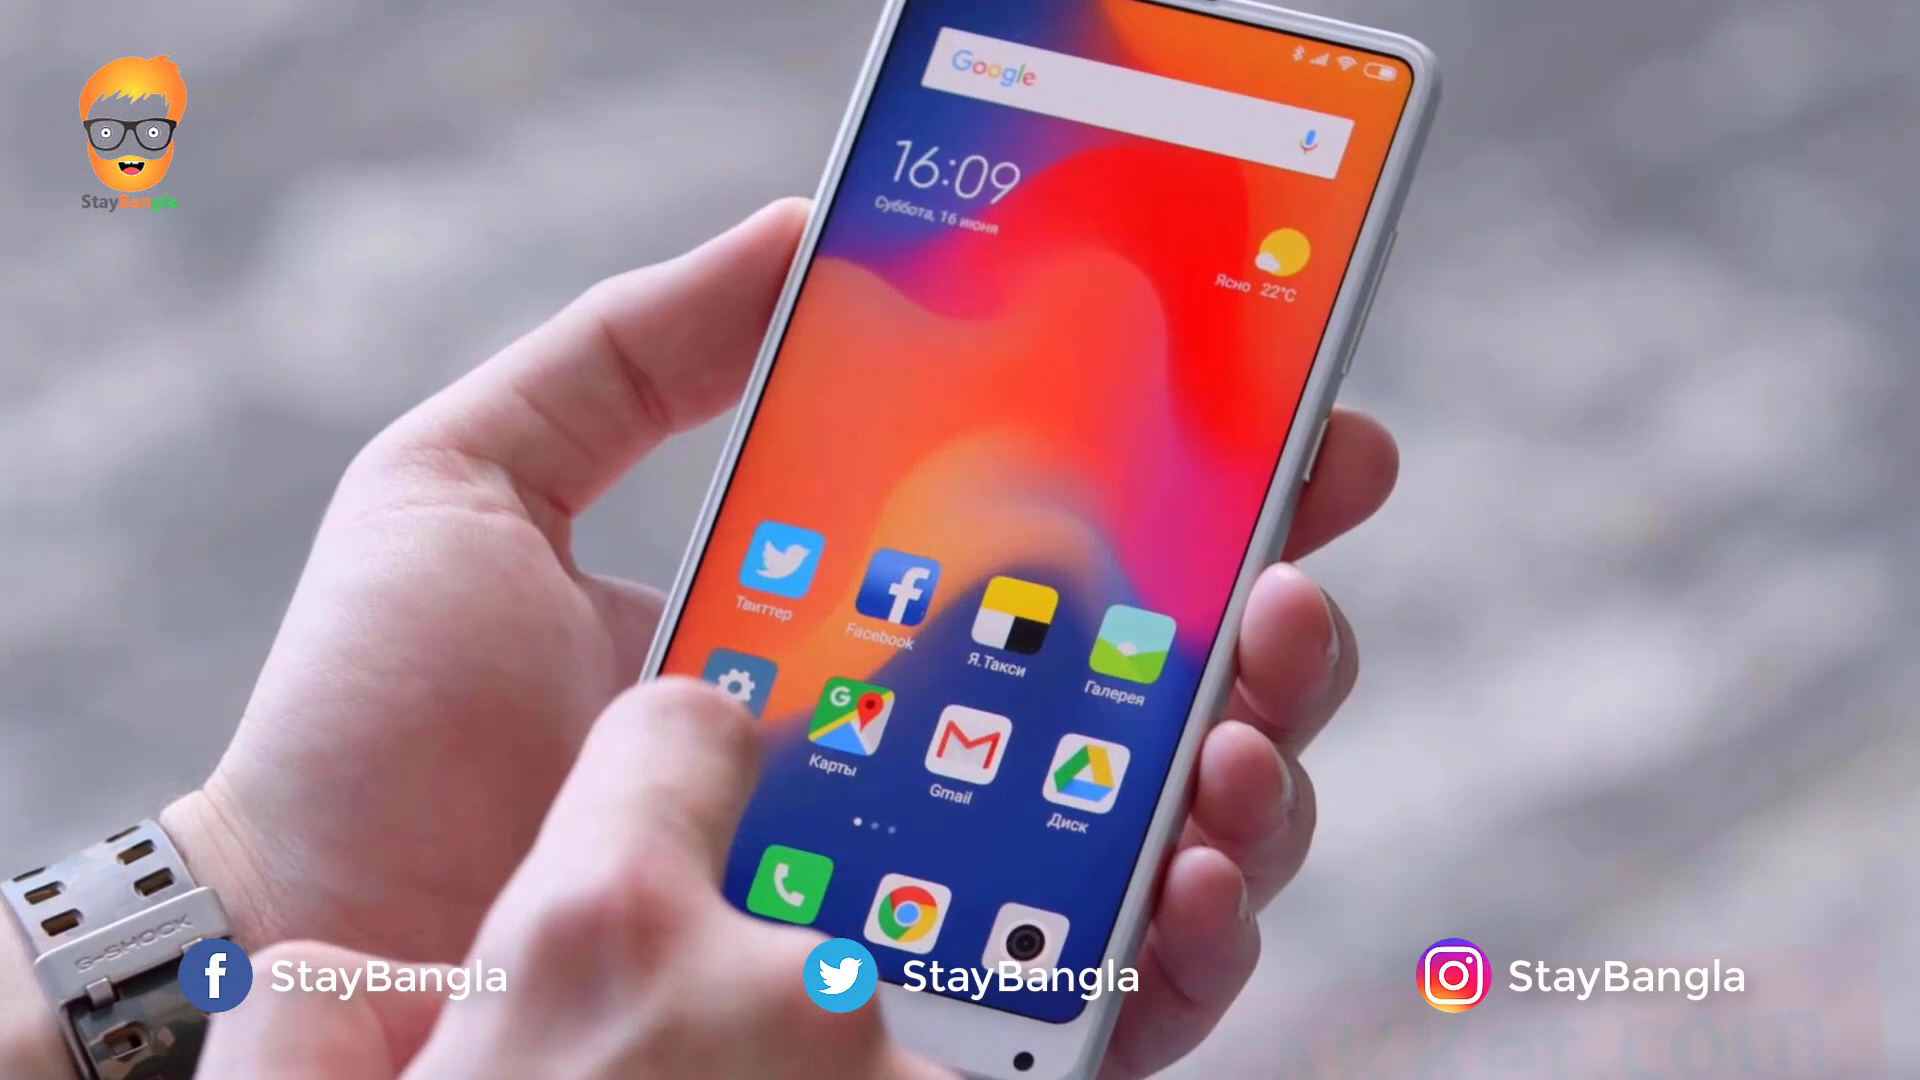 Google
16:09
Суббота, 16 июня
Ясно 22°C
StayBangla
Твиттер
Facebook
Я.Такси
Галерея
G
Карты
Gmail
Диск
G-SHOCK
StayBangla
StayBangla
StayBangla